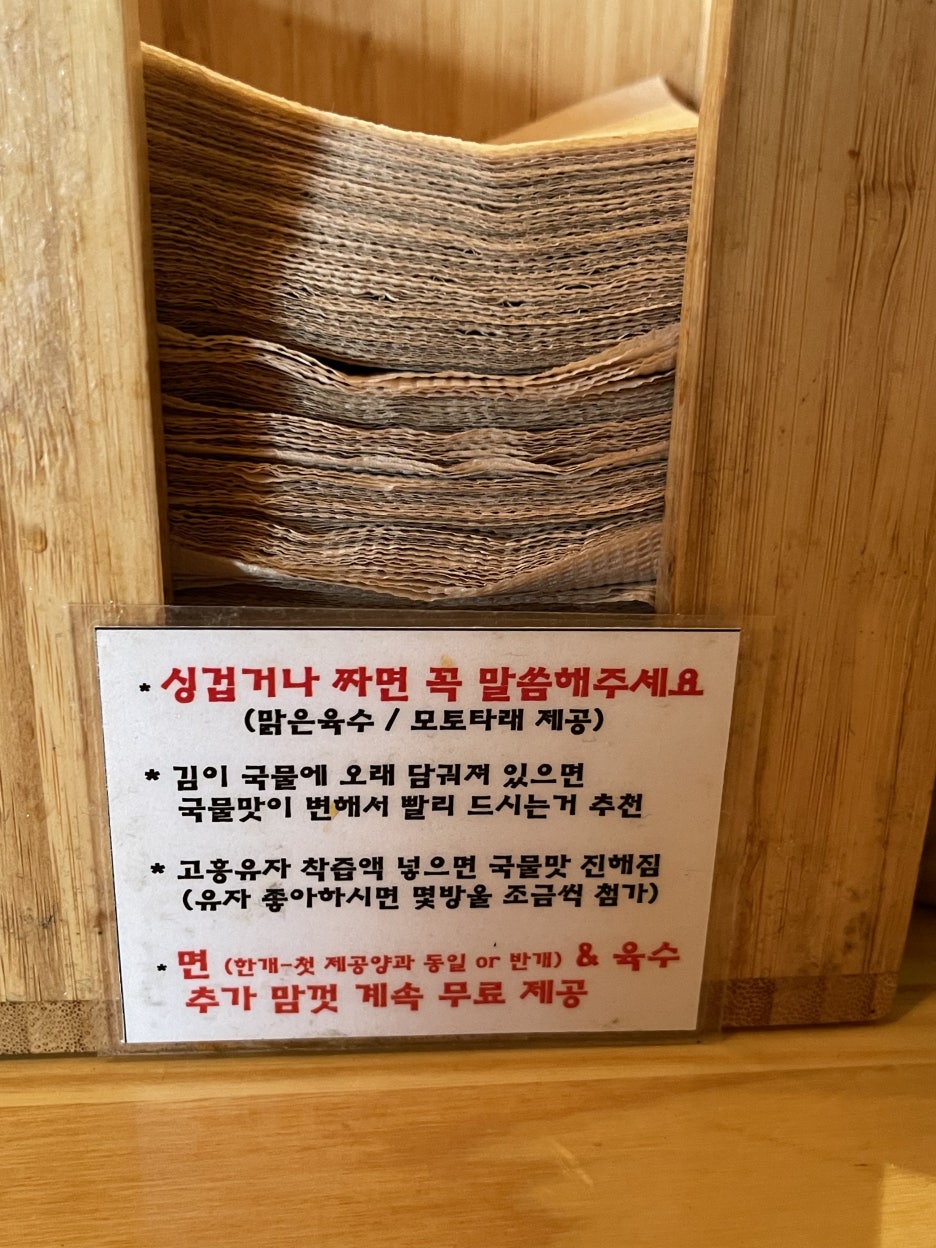 * 싱겁거나 짜면 꼭 말씀해주세요
(맑은육수 / 모토타래 제공)
* 김이 국물에 오래 담궈져 있으면
국물맛이 변해서 빨리 드시는거 추천
* 고흥유자 착즙액 넣으면 국물맛 진해짐
(유자 좋아하시면 몇방울 조금씩 첨가)
* 면 (한개-첫 제공양과 동일 or 반개) & 육수
추가 맘껏 계속 무료 제공